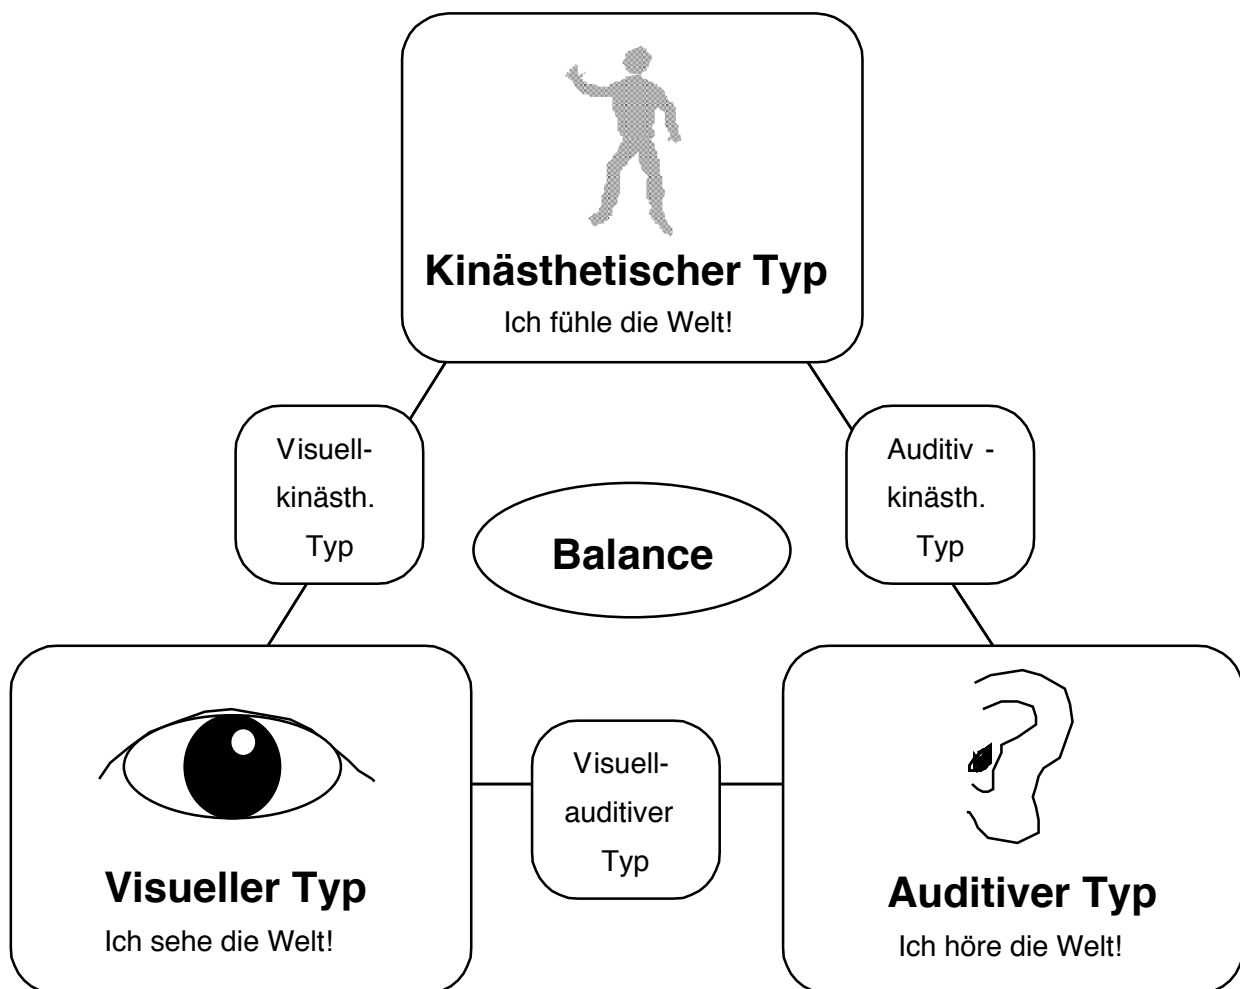 Kinästhetischer Typ
Ich fühle die Welt!
Visuell-
kinästh.
Typ
Auditiv -
kinästh.
Typ
Balance
Visueller Typ
Ich sehe die Welt!
Visuell-
auditiver
Typ
Auditiver Typ
Ich höre die Welt!